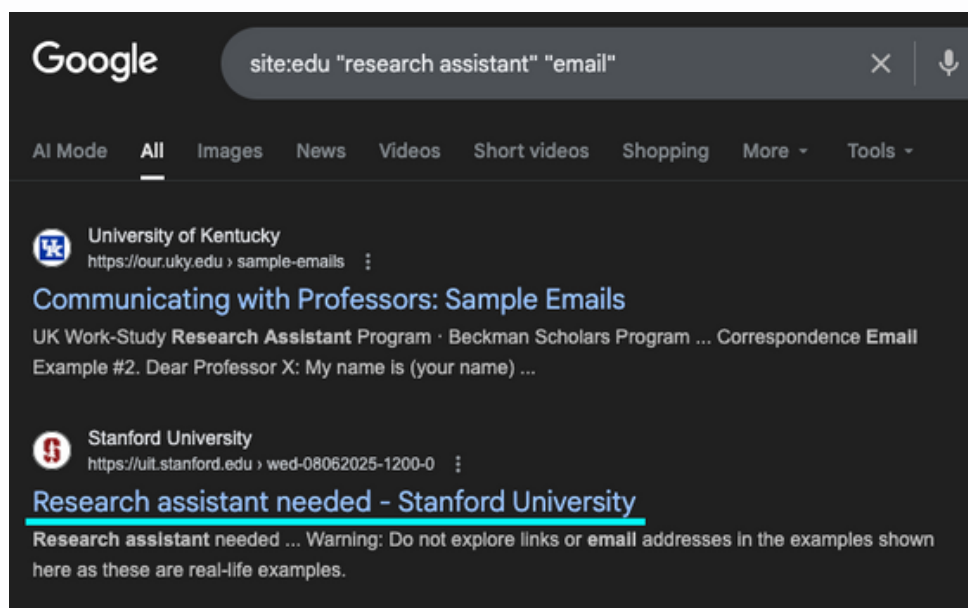 Google
site:edu "research assistant" "email"
AI Mode All Images News Videos Short videos Shopping More Tools
University of Kentucky
https://our.uky.edu › sample-emails
Communicating with Professors: Sample Emails
UK Work-Study Research Assistant Program · Beckman Scholars Program ... Correspondence Email
Example #2. Dear Professor X: My name is (your name) ...
Stanford University
https://uit.stanford.edu › wed-08062025-1200-0
Research assistant needed - Stanford University
Research assistant needed ... Warning: Do not explore links or email addresses in the examples shown
here as these are real-life examples.